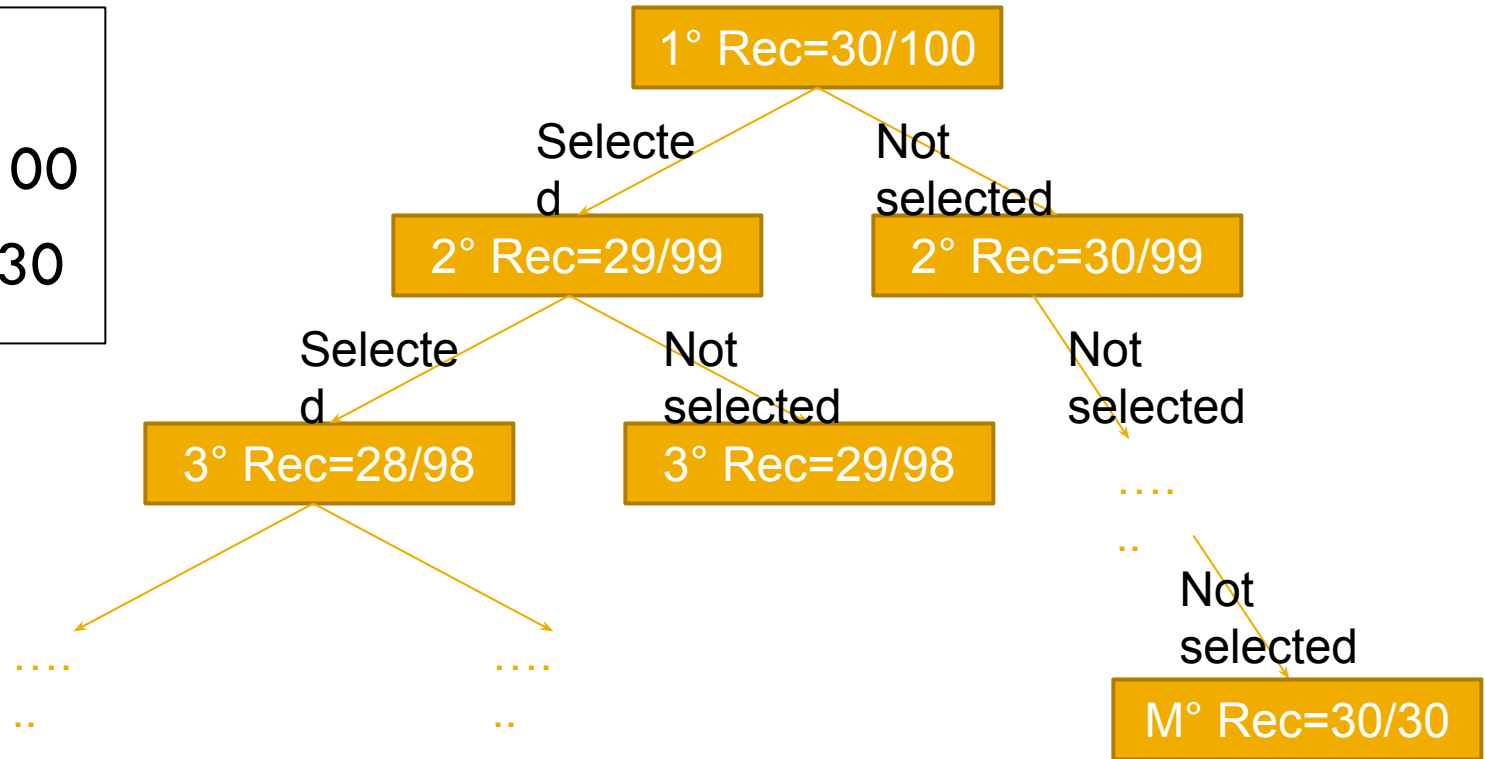 00
30
1° Rec=30/100
Selecte
d
Not
selected
2° Rec=29/99
2° Rec=30/99
Selecte
d
Not
selected
Not
selected
3° Rec=28/98
3° Rec=29/98
....
..
Not
selected
....
..
....
..
M° Rec=30/30